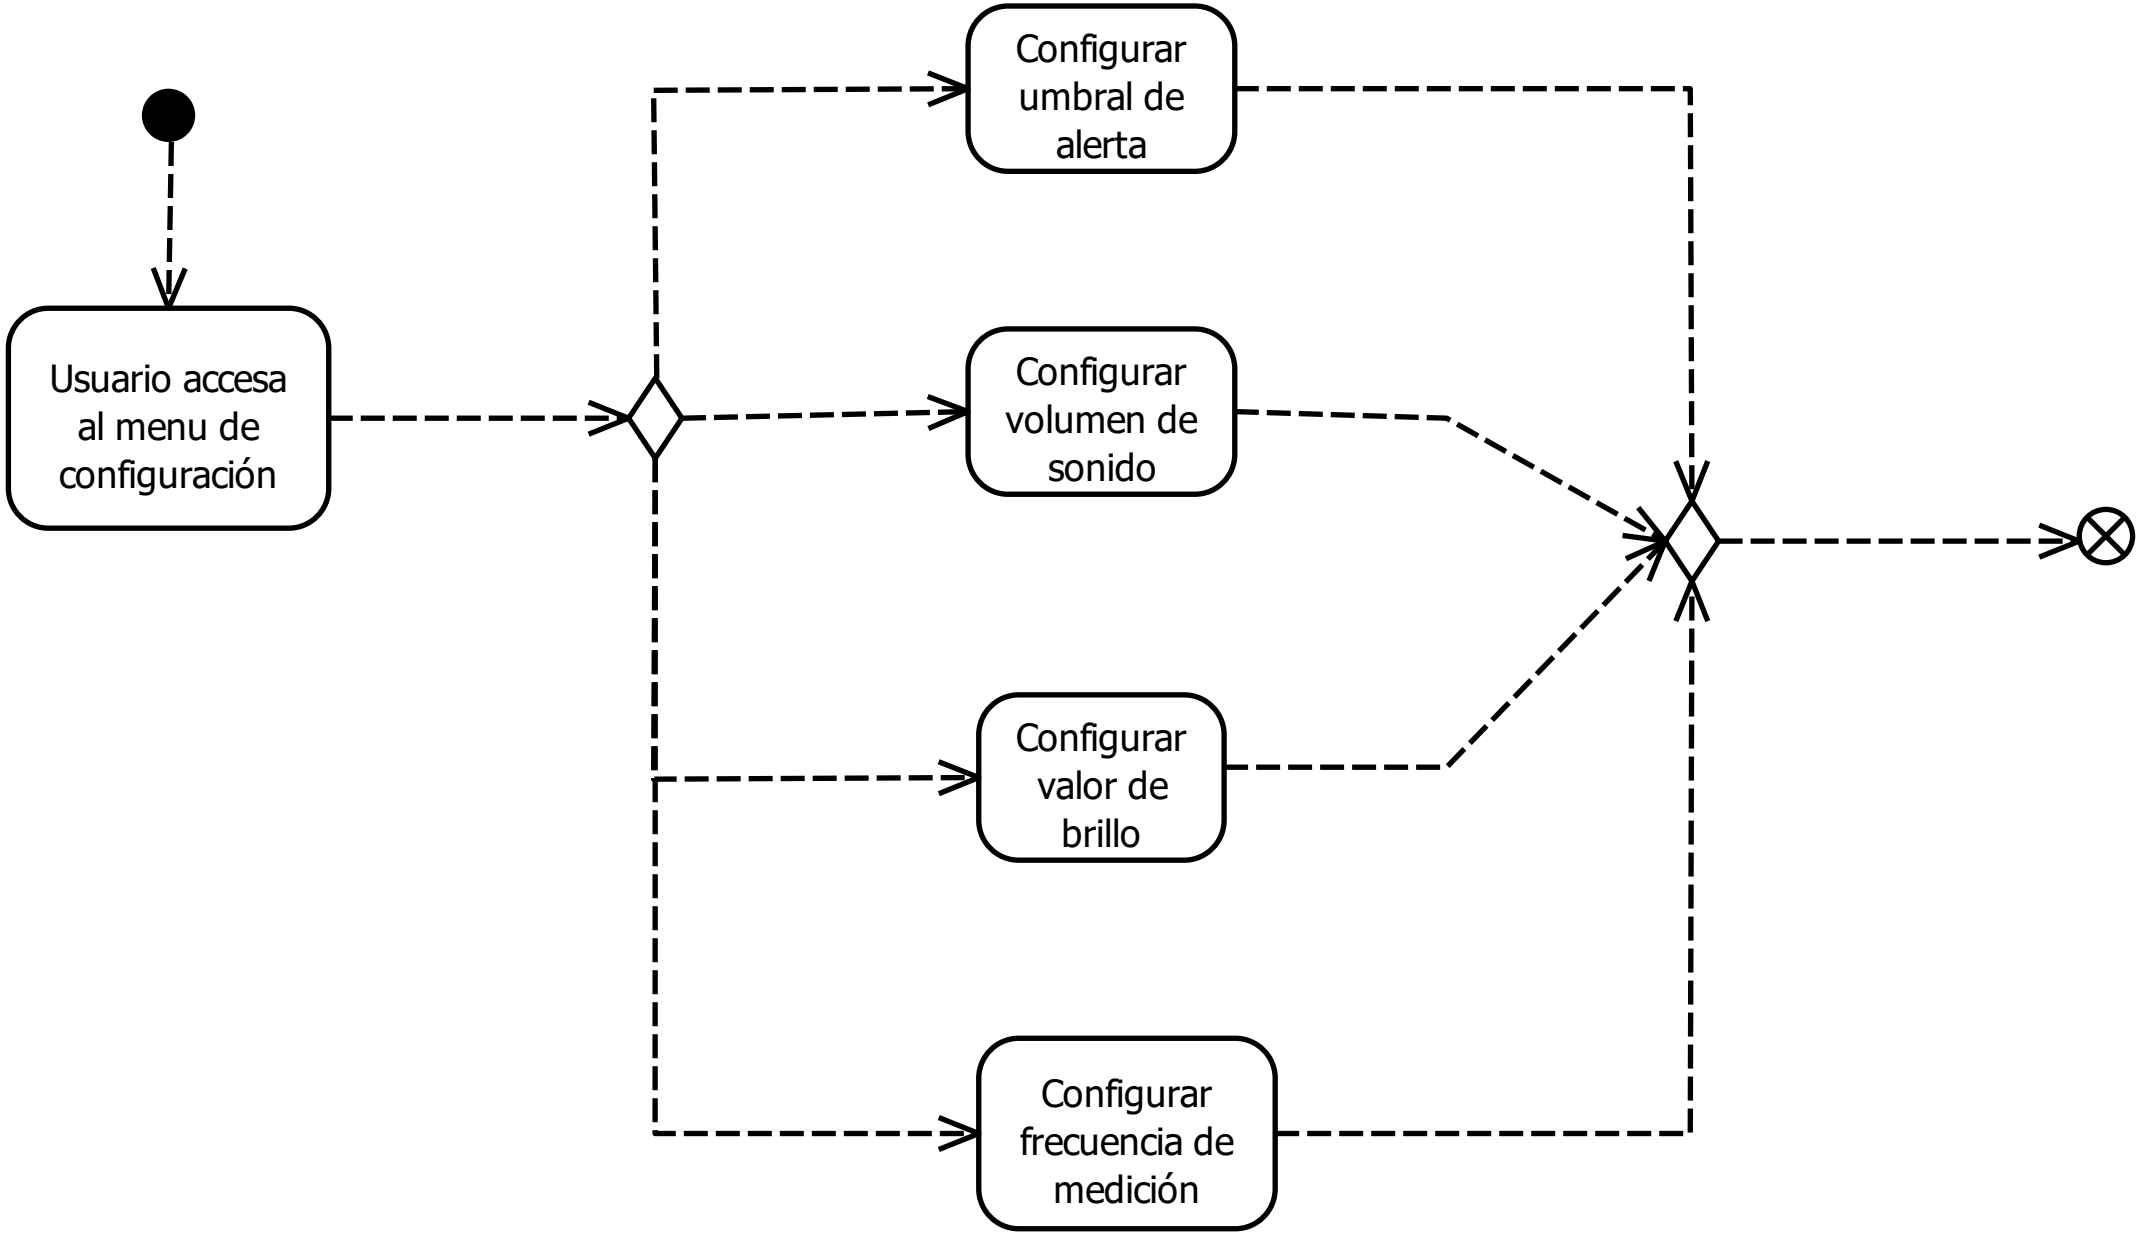 Usuario accesa
al menu de
configuración
Configurar
umbral de
alerta
Configurar
volumen de
sonido
Configurar
valor de
brillo
Configurar
frecuencia de
medición